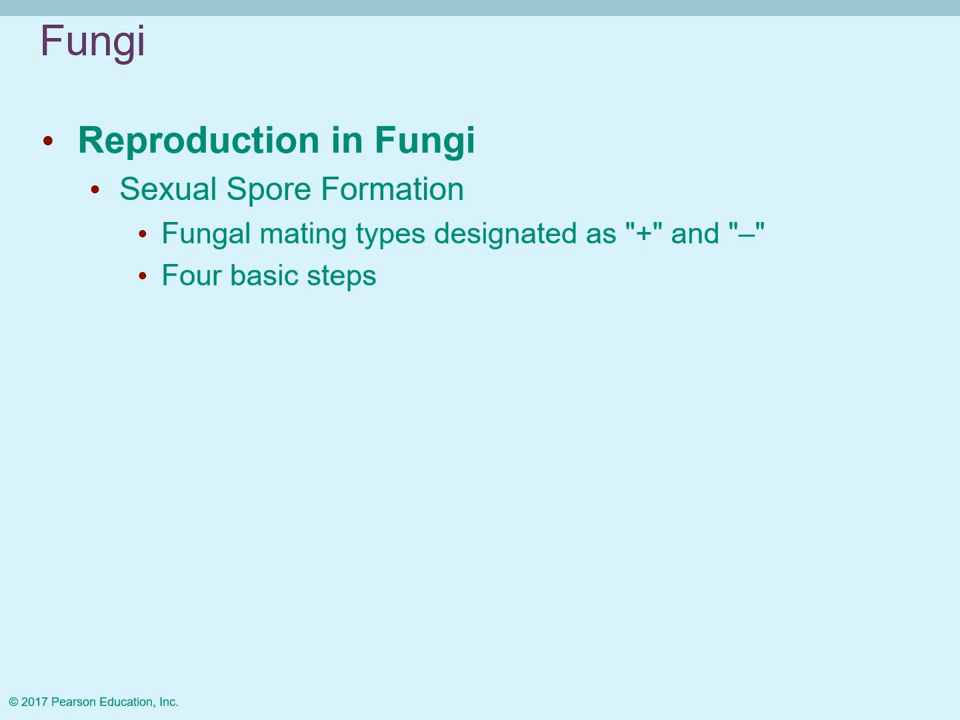 Fungi
• Reproduction in Fungi
• Sexual Spore Formation
• Fungal mating types designated as "+" and "–"
• Four basic steps
© 2017 Pearson Education, Inc.